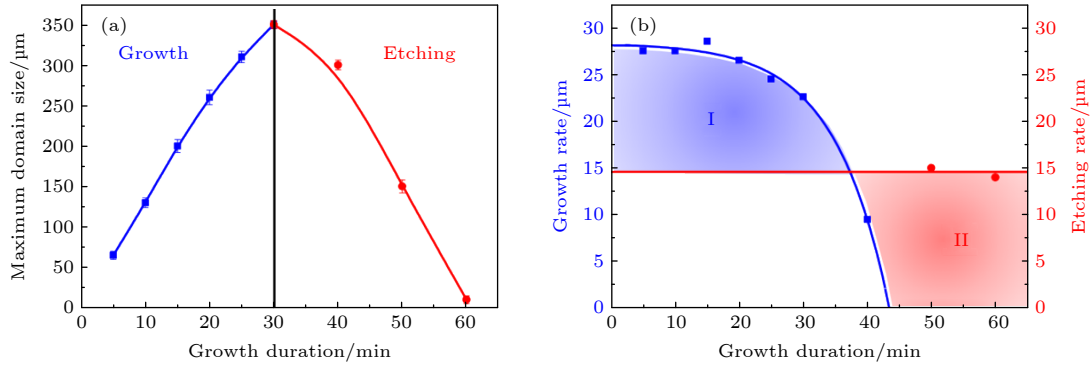 (a)
Growth
Etching
Maximum domain size/µm
350
300
250
200
150
100
50
0
0 10 20 30 40 50 60
Growth duration/min
(b)
I
II
Growth rate/µm
30
25
20
15
10
5
0
0 10 20 30 40 50 60
Growth duration/min
30
25
20
15
10
5
0
Etching rate/µm